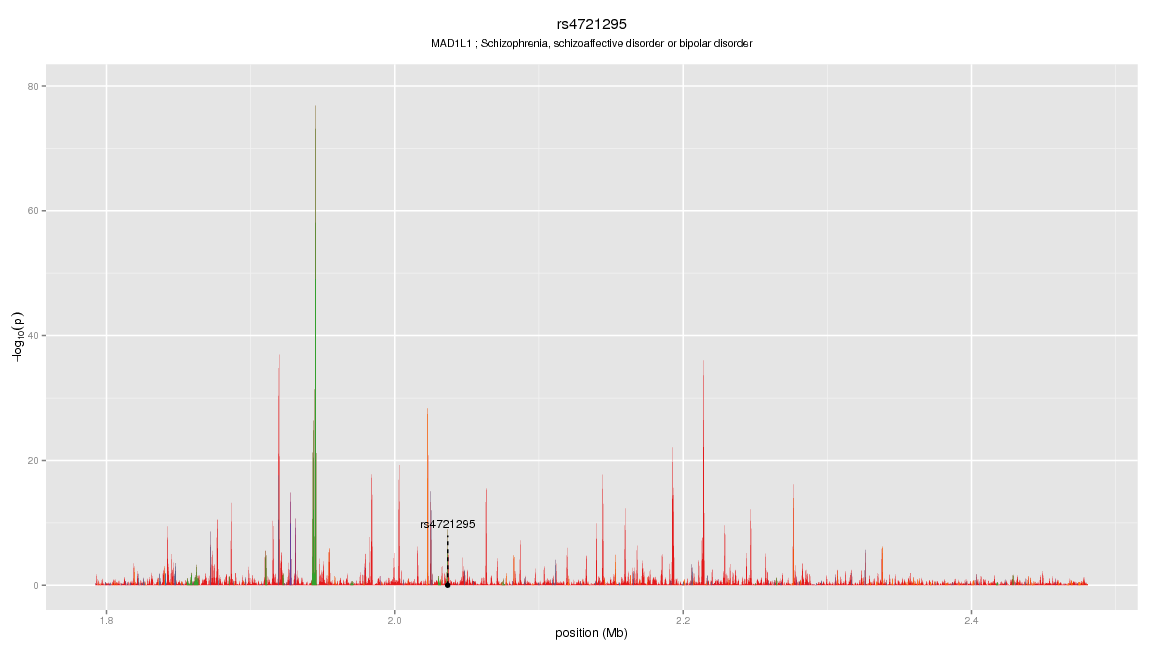 rs4721295
MAD1L1 ; Schizophrenia, schizoaffective disorder or bipolar disorder
80
60
40
20
0
−log10(p)
rs4721295
1.8
2.0
2.2
2.4
position (Mb)